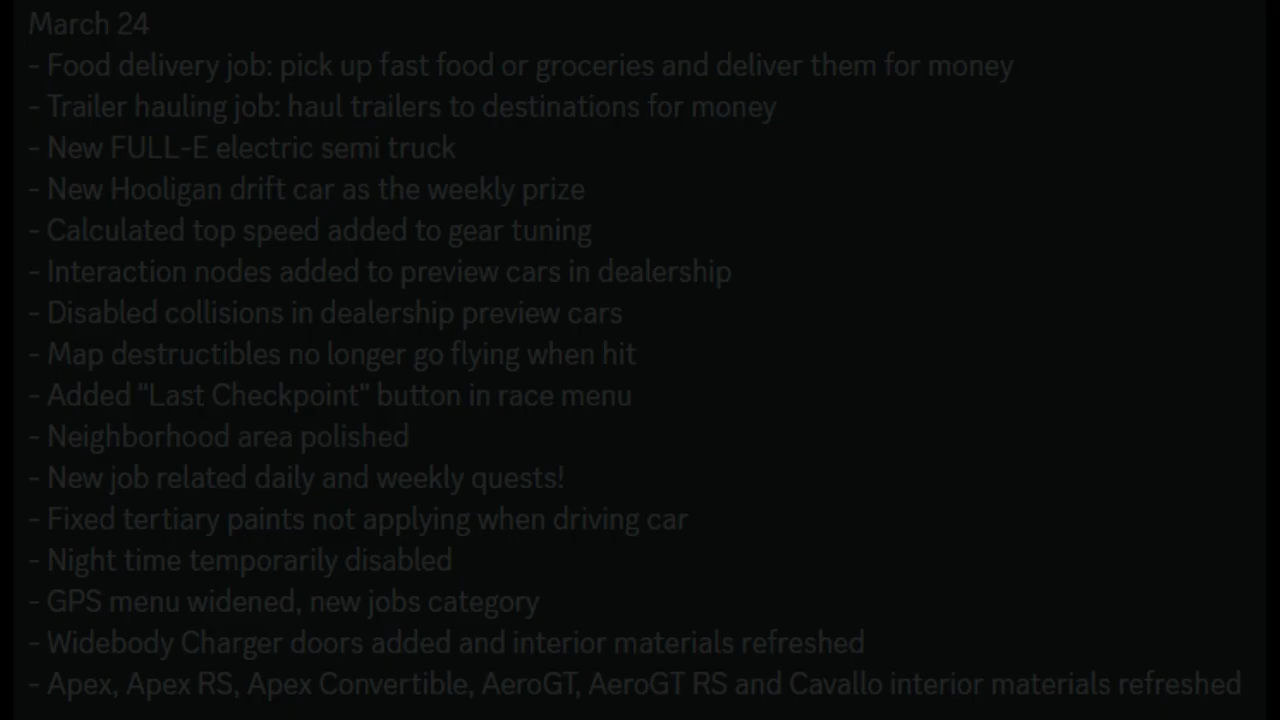 March 24
- Food delivery job: pick up fast food or groceries and deliver them for money
- Trailer hauling job: haul trailers to destinations for money
- New FULL-E electric semi truck
- New Hooligan drift car as the weekly prize
- Calculated top speed added to gear tuning
- Interaction nodes added to preview cars in dealership
- Disabled collisions in dealership preview cars
- Map destructibles no longer go flying when hit
- Added "Last Checkpoint" button in race menu
- Neighborhood area polished
- New job related daily and weekly quests!
- Fixed tertiary paints not applying when driving car
- Night time temporarily disabled
- GPS menu widened, new jobs category
- Widebody Charger doors added and interior materials refreshed
- Apex, Apex RS, Apex Convertible, AeroGT, AeroGT RS and Cavallo interior materials refreshed